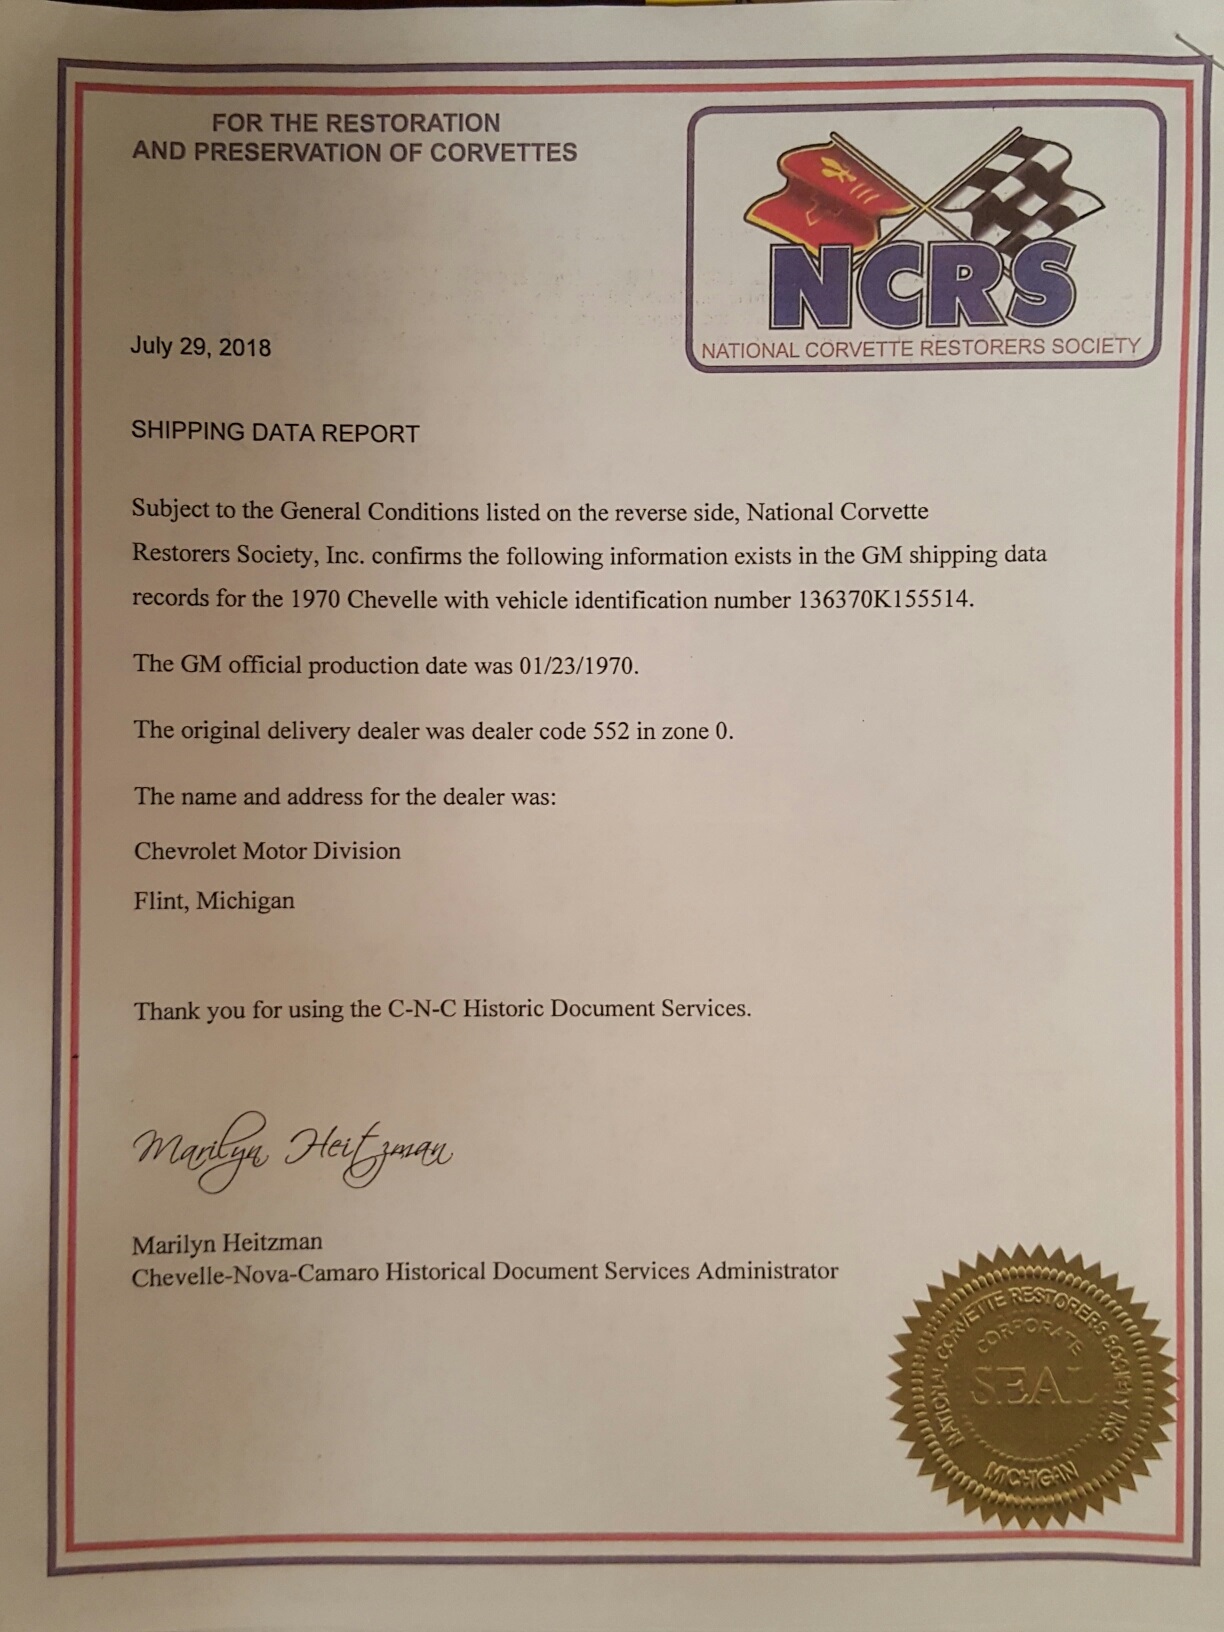 FOR THE RESTORATION
AND PRESERVATION OF CORVETTES
NCRS
NATIONAL CORVETTE RESTORERS SOCIETY
July 29, 2018
SHIPPING DATA REPORT
Subject to the General Conditions listed on the reverse side, National Corvette
Restorers Society, Inc. confirms the following information exists in the GM shipping data
records for the 1970 Chevelle with vehicle identification number 136370K155514.
The GM official production date was 01/23/1970.
The original delivery dealer was dealer code 552 in zone 0.
The name and address for the dealer was:
Chevrolet Motor Division
Flint, Michigan
Thank you for using the C-N-C Historic Document Services.
Marilyn Heitzman
Marilyn Heitzman
Chevelle-Nova-Camaro Historical Document Services Administrator
NATIONAL CORVETTE RESTORERS SOCIETY INC.
CORPORATE
SEAL
MICHIGAN